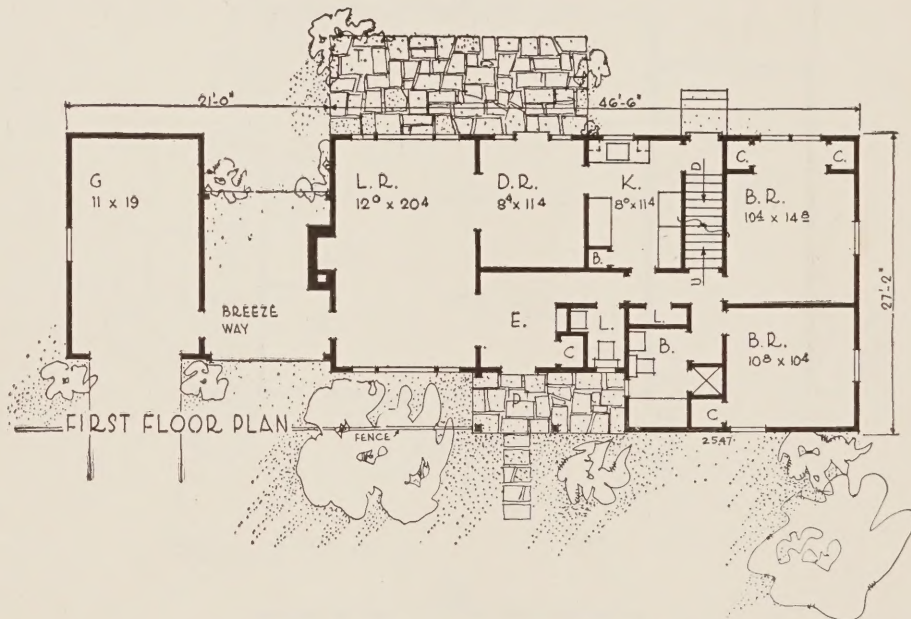 T.
21'-0"
46'-6"
G
11 x 19
L. R.
12⁰ x 20⁴
D. R.
8⁴ x 11⁴
K.
8⁰ x 11⁴
D
C.
C.
B. R.
10⁴ x 14⁸
27'-2"
B.
U
BREEZE
WAY
E.
L.
L.
C
B.
B. R.
10⁸ x 10⁴
P.
C
FIRST FLOOR PLAN
FENCE
2547